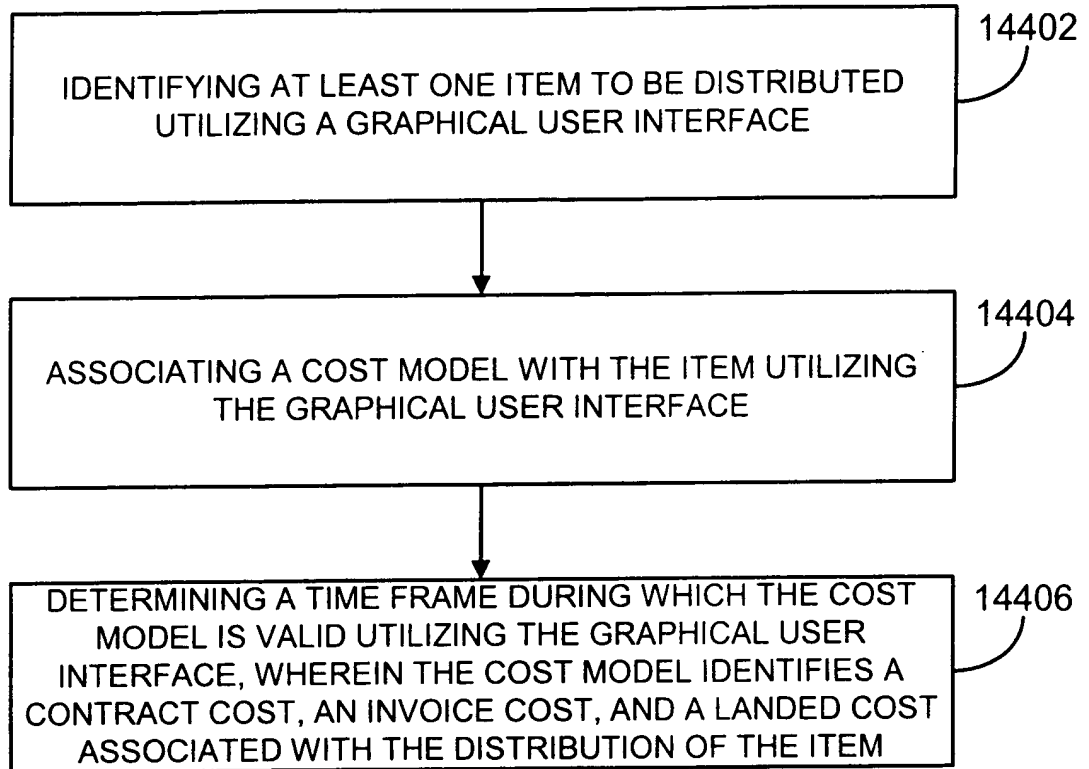 14402
IDENTIFYING AT LEAST ONE ITEM TO BE DISTRIBUTED
UTILIZING A GRAPHICAL USER INTERFACE
14404
ASSOCIATING A COST MODEL WITH THE ITEM UTILIZING
THE GRAPHICAL USER INTERFACE
14406
DETERMINING A TIME FRAME DURING WHICH THE COST
MODEL IS VALID UTILIZING THE GRAPHICAL USER
INTERFACE, WHEREIN THE COST MODEL IDENTIFIES A
CONTRACT COST, AN INVOICE COST, AND A LANDED COST
ASSOCIATED WITH THE DISTRIBUTION OF THE ITEM